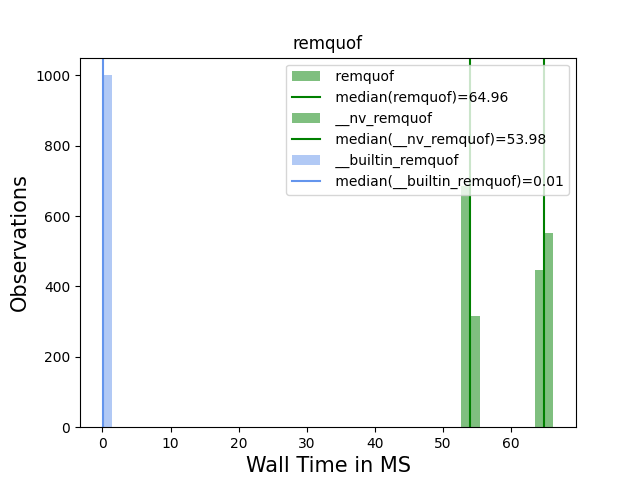 remquof
1000
800
600
400
200
0
Observations
remquof
median(remquof)=64.96
__nv_remquof
median(__nv_remquof)=53.98
__builtin_remquof
median(__builtin_remquof)=0.01
0 10 20 30 40 50 60
Wall Time in MS